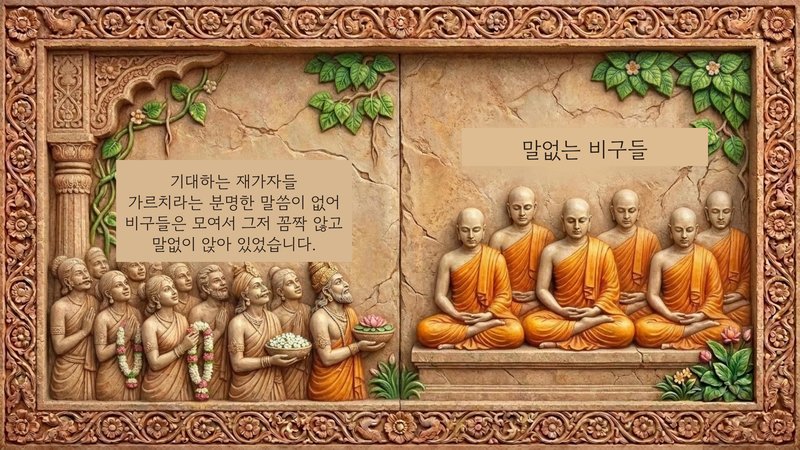 기대하는 재가자들
가르치라는 분명한 말씀이 없어
비구들은 모여서 그저 꼼짝 않고
말없이 앉아 있었습니다.
말없는 비구들